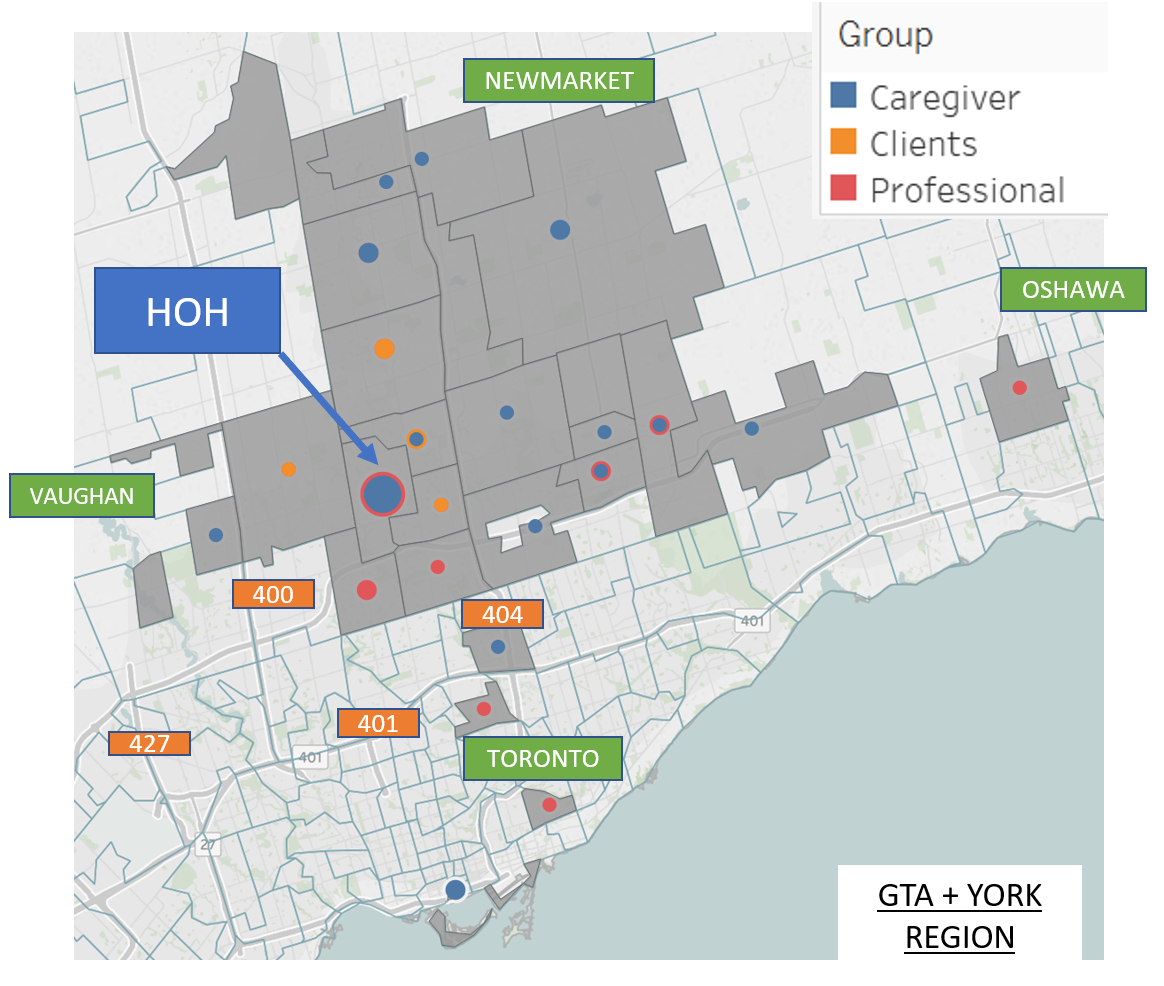 Group
Caregiver
Clients
Professional
NEWMARKET
HOH
OSHAWA
VAUGHAN
400
404
401
401
427
401
TORONTO
27
GTA + YORK
REGION